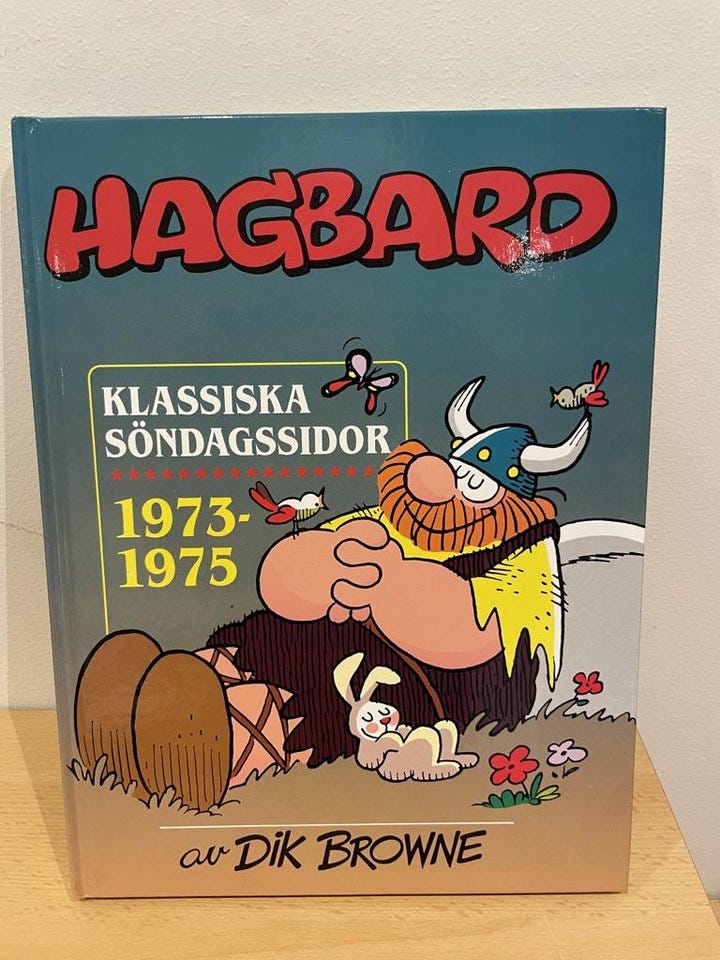 HAGBARD
KLASSISKA
SÖNDAGSSIDOR
1973-
1975
av DIK BROWNE